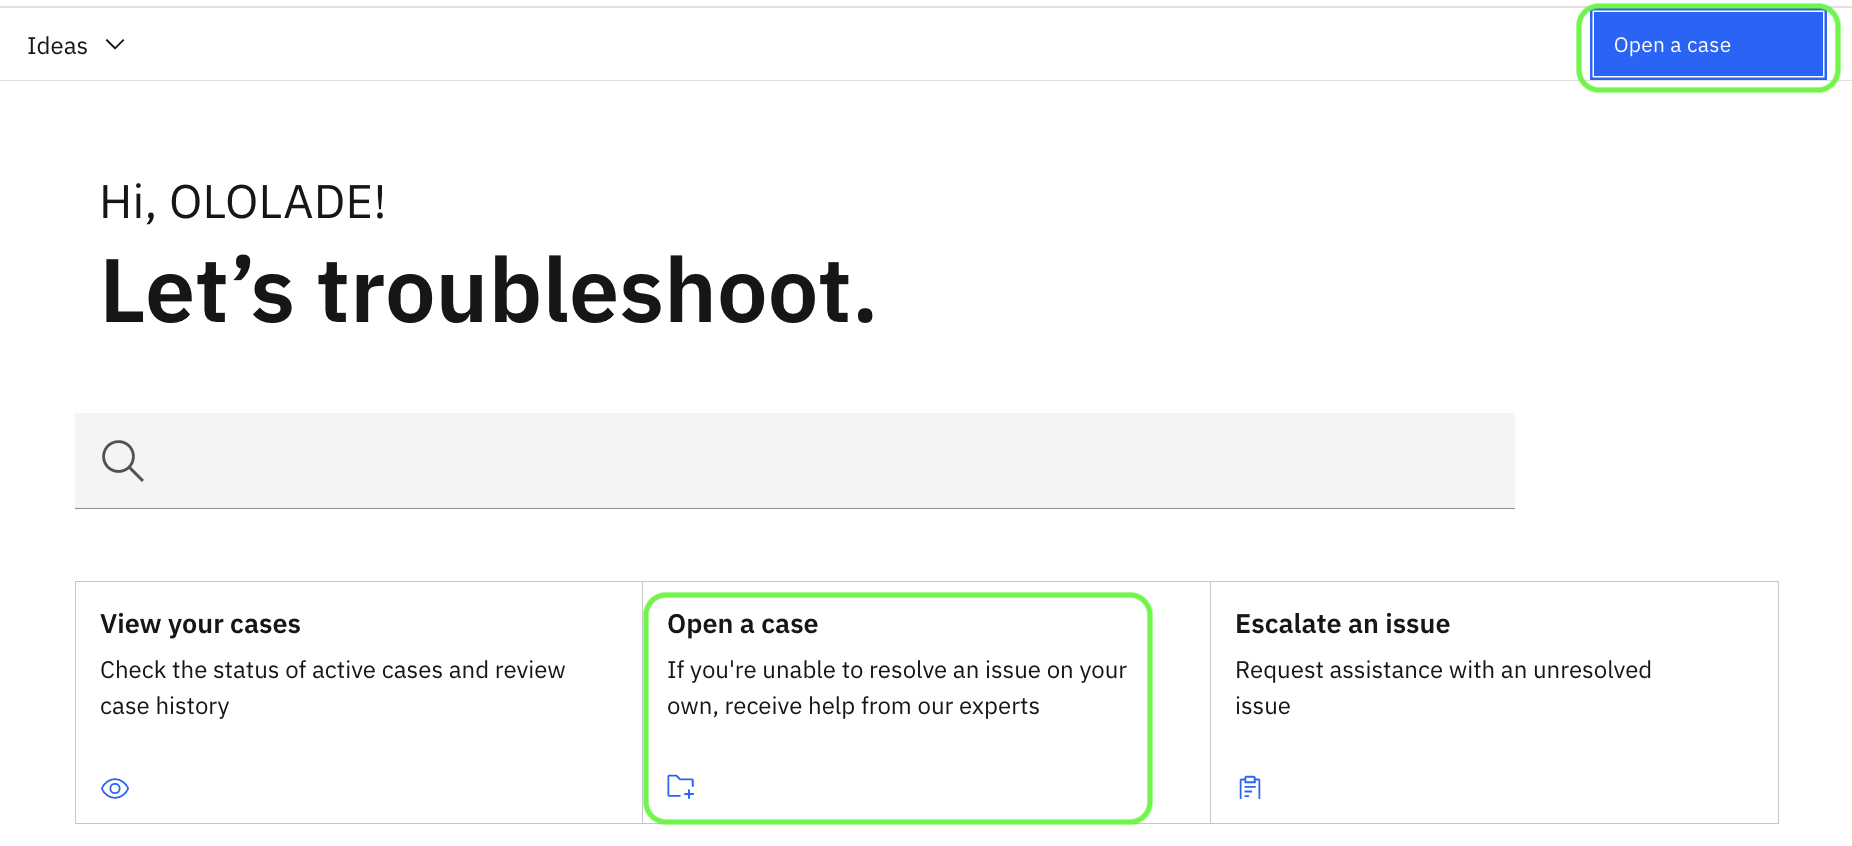 Ideas
Open a case
Hi, OLOLADE!
Let’s troubleshoot.
View your cases
Check the status of active cases and review
case history
Open a case
If you're unable to resolve an issue on your
own, receive help from our experts
Escalate an issue
Request assistance with an unresolved
issue